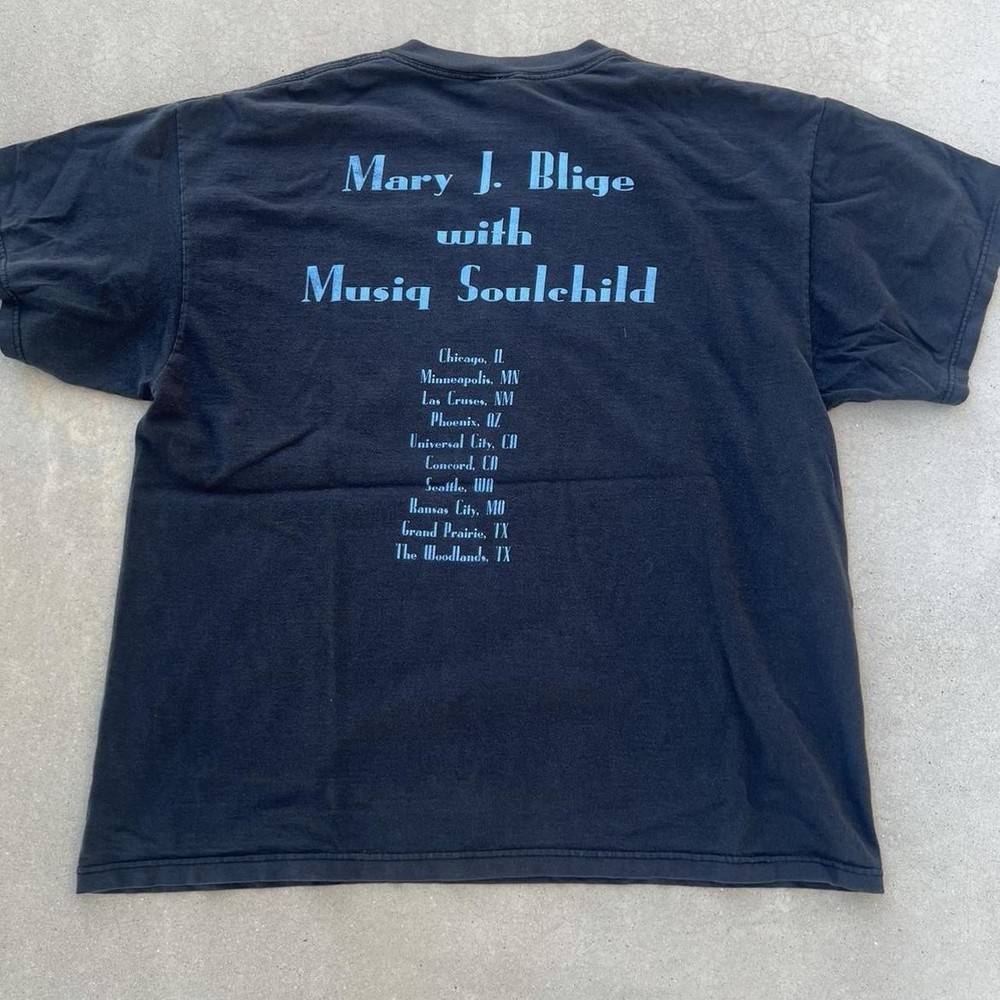 Mary J. Blige
with
Musiq Soulchild
Chicago, IL
Minneapolis, MN
Las Cruses, NM
Phoenix, AZ
Universal City, CA
Concord, CA
Seattle, WA
Kansas City, MO
Grand Prairie, TX
The Woodlands, TX